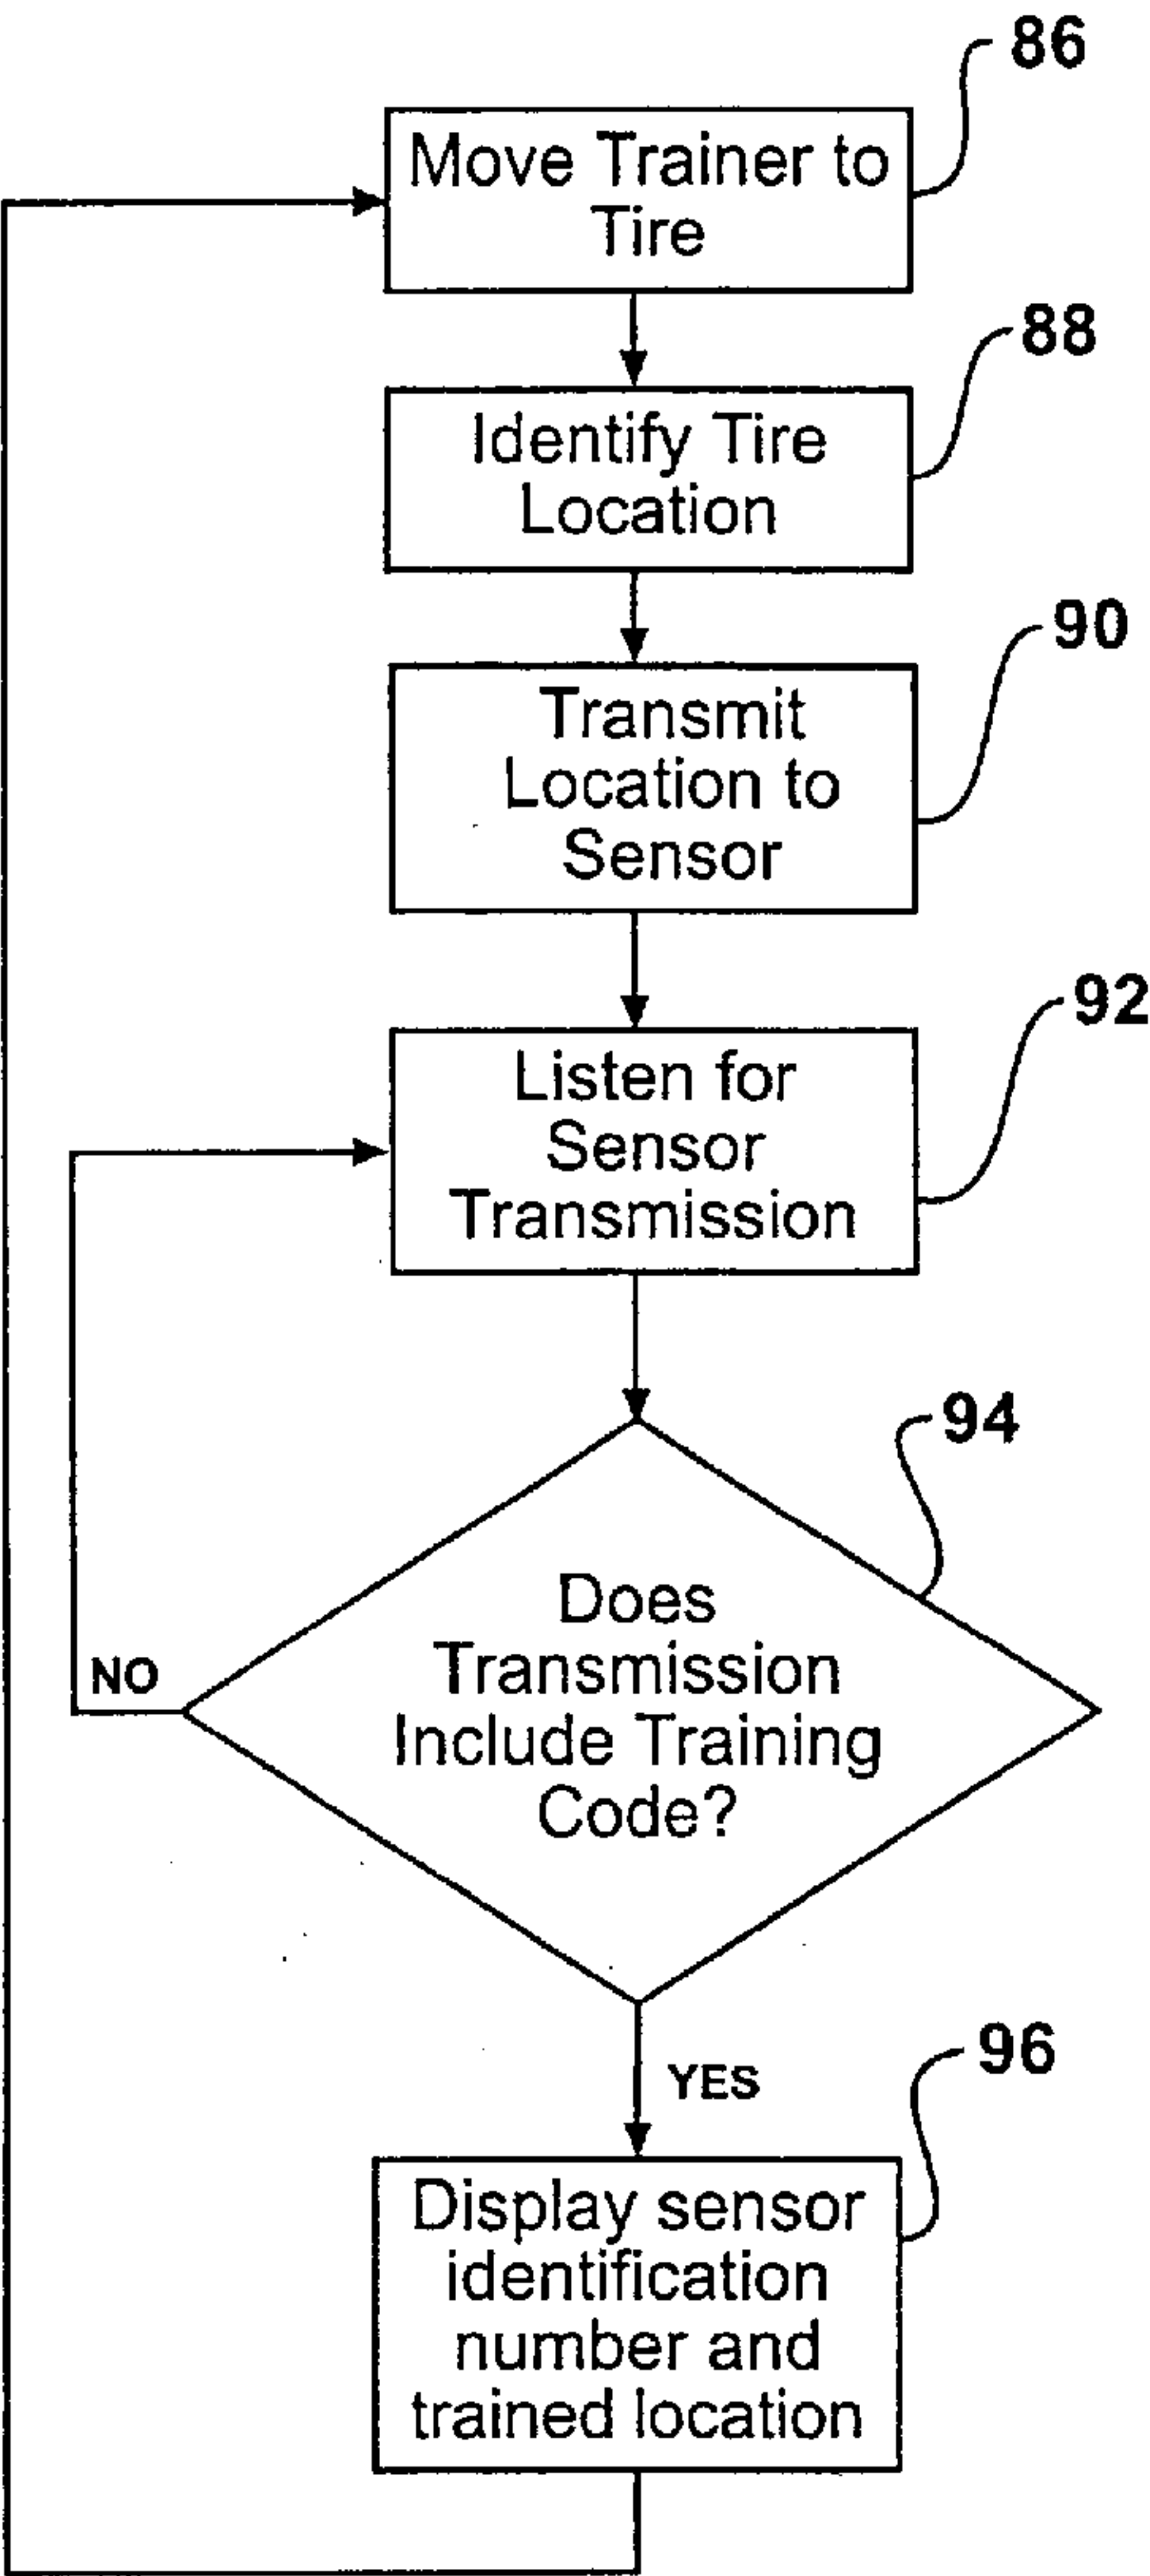 86
Move Trainer to
Tire
88
Identify Tire
Location
90
Transmit
Location to
Sensor
92
Listen for
Sensor
Transmission
94
Does
Transmission
Include Training
Code?
NO
YES
96
Display sensor
identification
number and
trained location